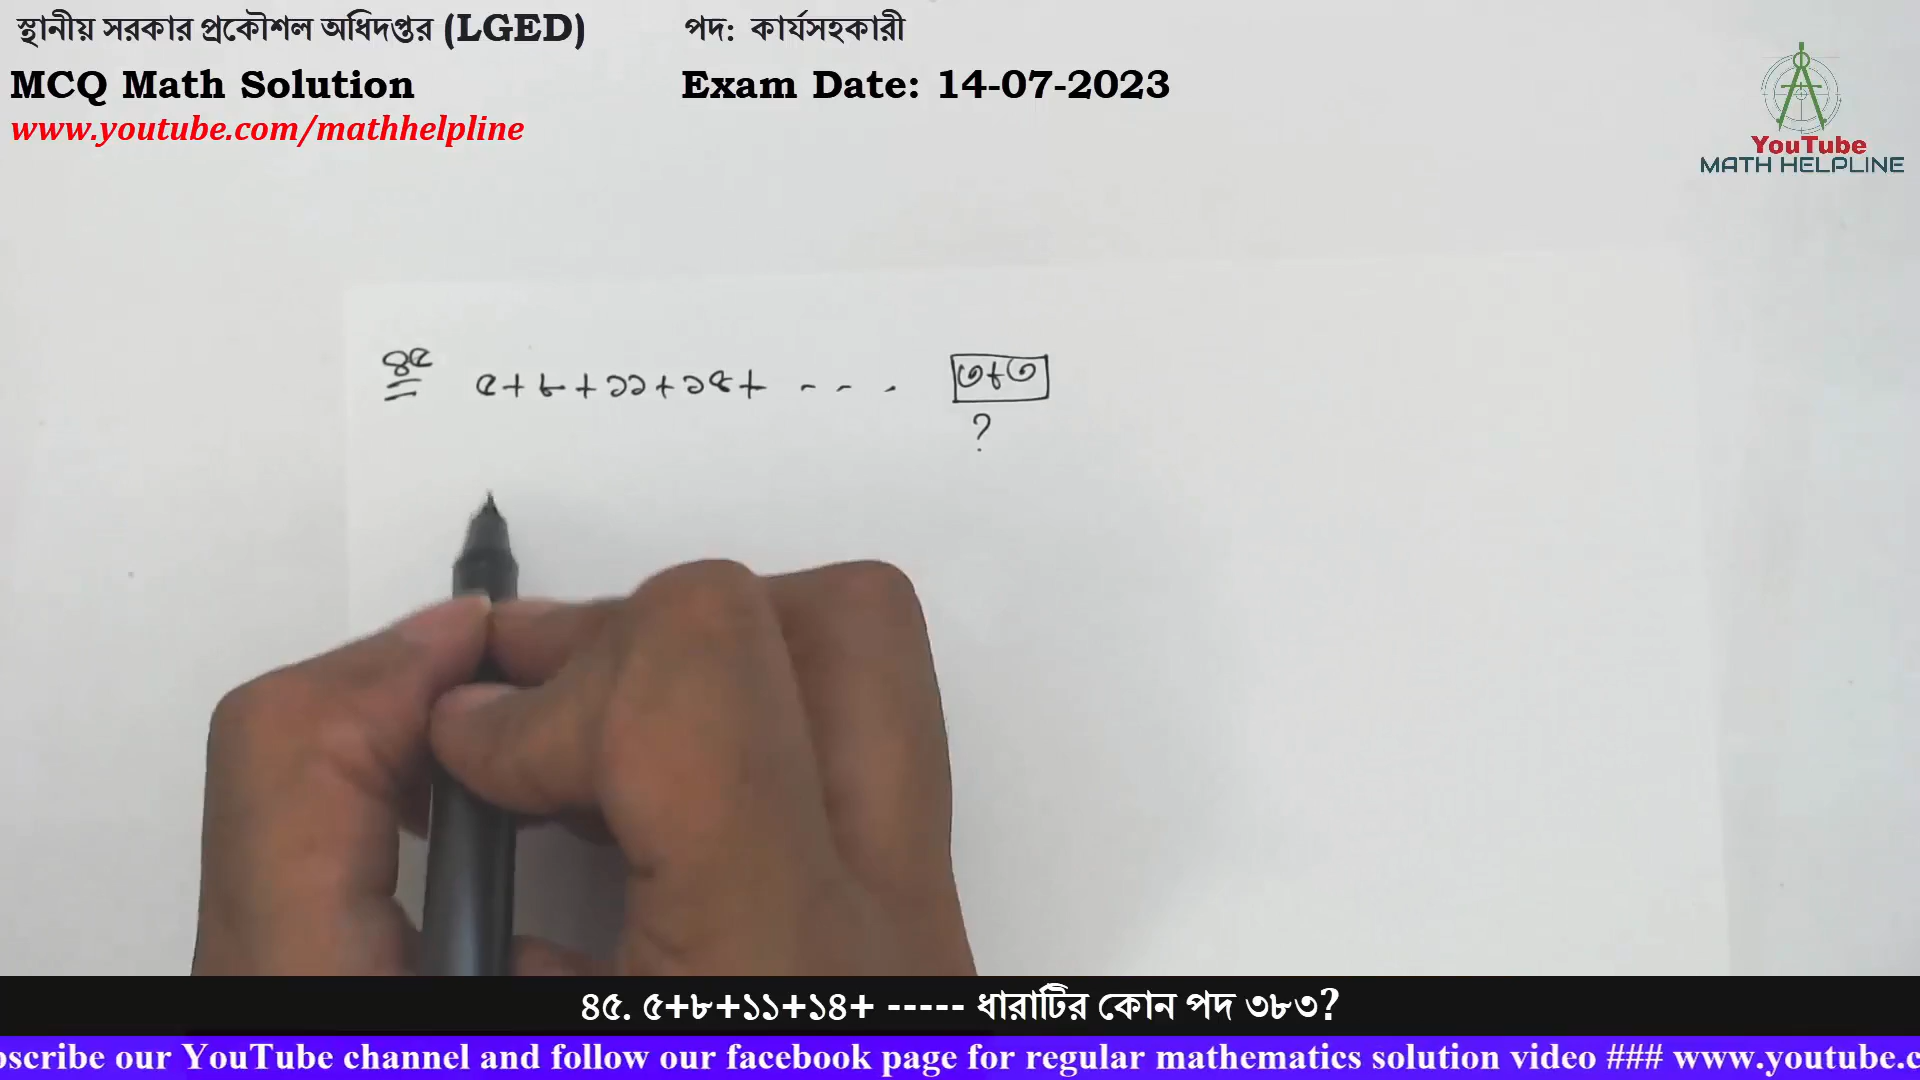 স্থানীয় সরকার প্রকৌশল অধিদপ্তর (LGED) পদ: কার্যসহকারী
MCQ Math Solution Exam Date: 14-07-2023
www.youtube.com/mathhelpline
YouTube
MATH HELPLINE
৪৫ ৫+৮+১১+১৪+ - - - ৩৮৩
?
৪৫. ৫+৮+১১+১৪+ ----- ধারাটির কোন পদ ৩৮৩?
bscribe our YouTube channel and follow our facebook page for regular mathematics solution video ### www.youtube.c